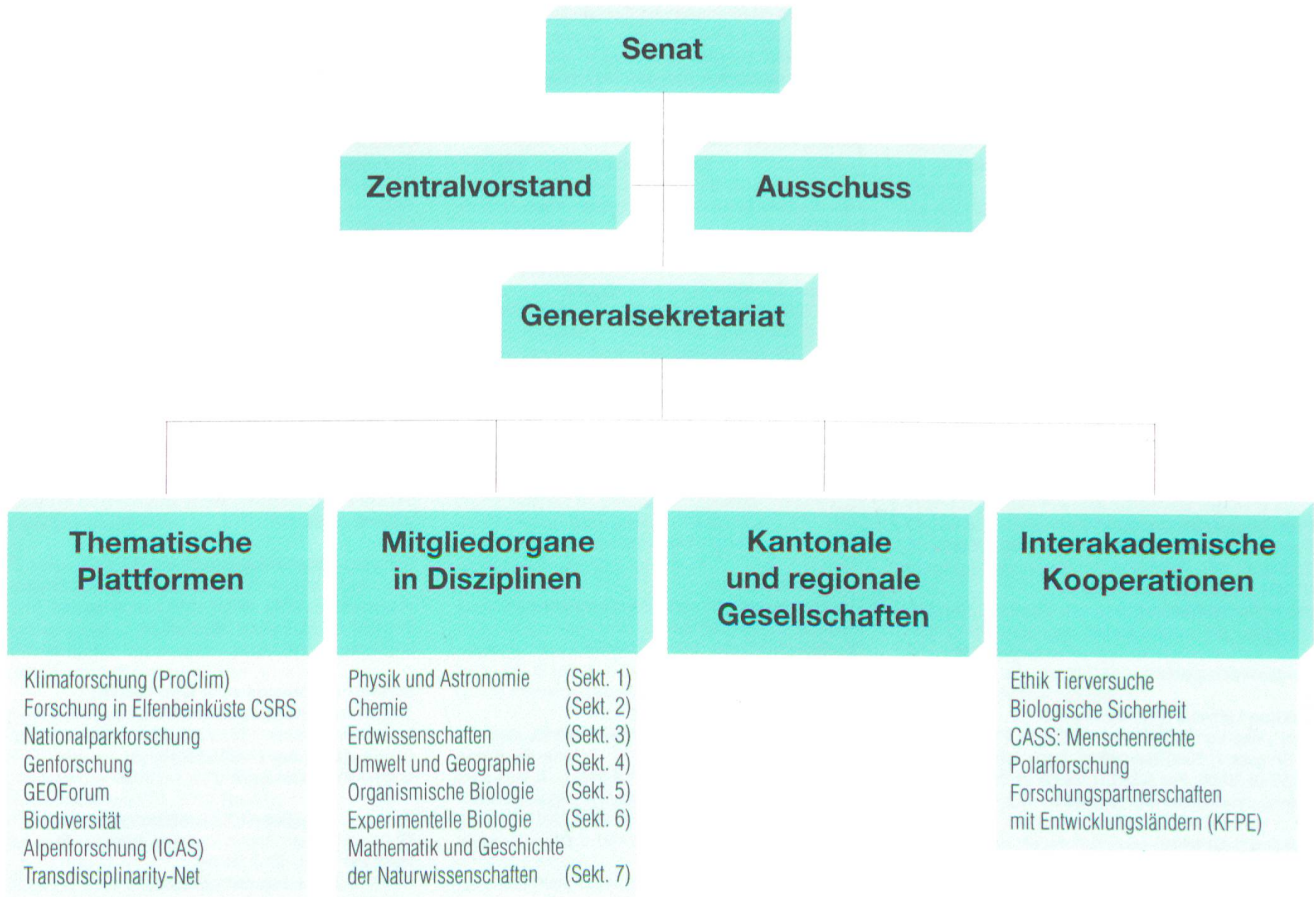 Senat
Zentralvorstand
Ausschuss
Generalsekretariat
Thematische
Plattformen
Klimaforschung (ProClim)
Forschung in Elfenbeinküste CSRS
Nationalparkforschung
Genforschung
GEOForum
Biodiversität
Alpenforschung (ICAS)
Transdisciplinarity-Net
Mitgliedorgane
in Disziplinen
Physik und Astronomie (Sekt. 1)
Chemie (Sekt. 2)
Erdwissenschaften (Sekt. 3)
Umwelt und Geographie (Sekt. 4)
Organismische Biologie (Sekt. 5)
Experimentelle Biologie (Sekt. 6)
Mathematik und Geschichte
der Naturwissenschaften (Sekt. 7)
Kantonale
und regionale
Gesellschaften
Interakademische
Kooperationen
Ethik Tierversuche
Biologische Sicherheit
CASS: Menschenrechte
Polarforschung
Forschungspartnerschaften
mit Entwicklungsländern (KFPE)